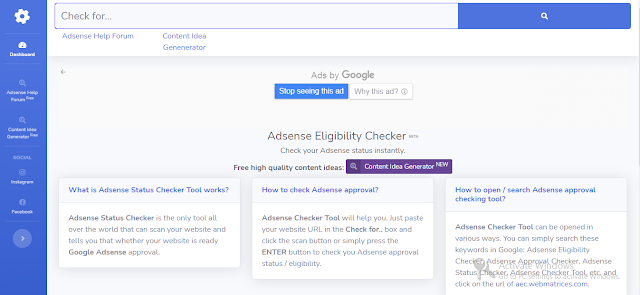 Check for...
Adsense Help Forum
Content Idea
Genenerator
Dashboard
Adsense Help
Forum Free
Content Idea
Generator Free
SOCIAL
Instagram
Facebook
Ads by Google
Stop seeing this ad
Why this ad?
Adsense Eligibility Checker BETA
Check your Adsense status instantly.
Free high quality content ideas: Content Idea Generator NEW
What is Adsense Status Checker Tool works?
Adsense Status Checker is the only tool all
over the world that can scan your website and
tells you that whether your website is ready
Google Adsense approval.
How to check Adsense approval?
Adsense Checker Tool will help you. Just paste
your website URL in the Check for.. box and
click the scan button or simply press the
ENTER button to check you Adsense approval
status / eligibility.
How to open / search Adsense approval
checking tool?
Adsense Checker Tool can be opened in
various ways. You can simply search these
keywords in Google: Adsense Eligibility
Checker, Adsense Approval Checker, Adsense
Status Checker, Adsense Checker Tool, etc. and
click on the url of aec.webmatrices.com.
Activate Windows
Go to PC settings to activate Windows.